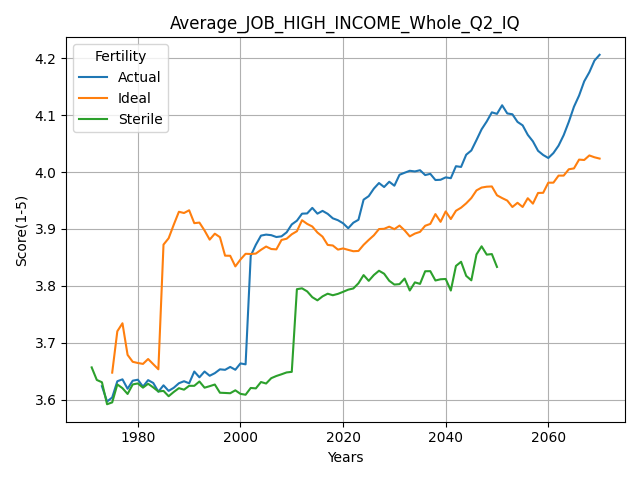 Average_JOB_HIGH_INCOME_Whole_Q2_IQ
Fertility
Actual
Ideal
Sterile
Score(1-5)
4.2
4.1
4.0
3.9
3.8
3.7
3.6
1980
2000
2020
2040
2060
Years